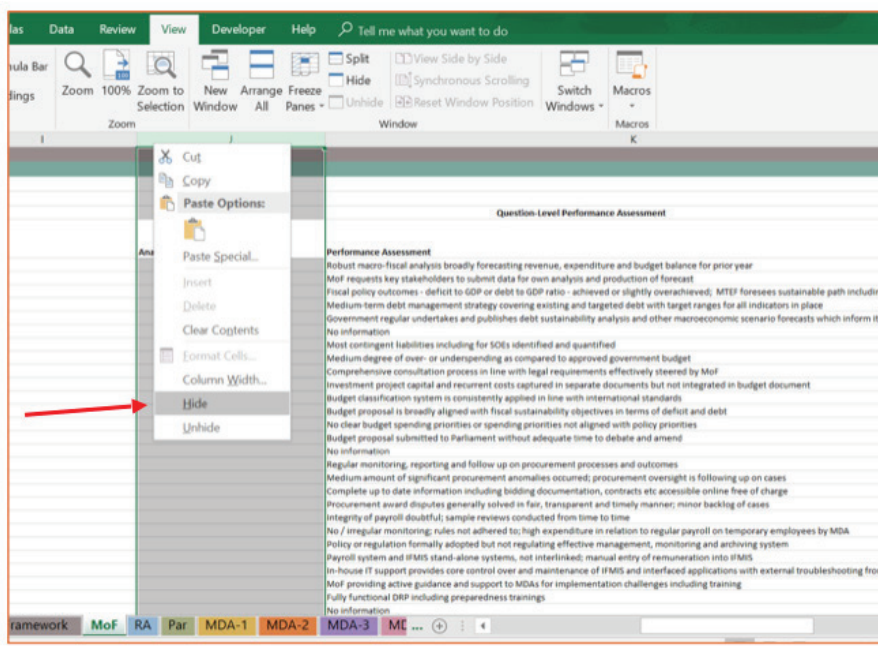 las Data Review View Developer Help Tell me what you want to do
nula Bar
dings
Zoom 100% Zoom to Selection
Zoom
New Window Arrange All Freeze Panes
Split
Hide
Unhide
View Side by Side
Synchronous Scrolling
Reset Window Position
Switch Windows
Window
Macros
Macros
I J K
Cut
Copy
Paste Options:
Paste Special...
Insert
Delete
Clear Contents
Format Cells...
Column Width...
Hide
Unhide
Question-Level Performance Assessment
Ana
Performance Assessment
Robust macro-fiscal analysis broadly forecasting revenue, expenditure and budget balance for prior year
MoF requests key stakeholders to submit data for own analysis and production of forecast
Fiscal policy outcomes - deficit to GDP or debt to GDP ratio - achieved or slightly overachieved; MTEF foresees sustainable path includin
Medium-term debt management strategy covering existing and targeted debt with target ranges for all indicators in place
Government regular undertakes and publishes debt sustainability analysis and other macroeconomic scenario forecasts which inform it
No information
Most contingent liabilities including for SOEs identified and quantified
Medium degree of over- or underspending as compared to approved government budget
Comprehensive consultation process in line with legal requirements effectively steered by MoF
Investment project capital and recurrent costs captured in separate documents but not integrated in budget document
Budget classification system is consistently applied in line with international standards
Budget proposal is broadly aligned with fiscal sustainability objectives in terms of deficit and debt
No clear budget spending priorities or spending priorities not aligned with policy priorities
Budget proposal submitted to Parliament without adequate time to debate and amend
No information
Regular monitoring, reporting and follow up on procurement processes and outcomes
Medium amount of significant procurement anomalies occurred; procurement oversight is following up on cases
Complete up to date information including bidding documentation, contracts etc accessible online free of charge
Procurement award disputes generally solved in fair, transparent and timely manner; minor backlog of cases
Integrity of payroll doubtful; sample reviews conducted from time to time
No / irregular monitoring; rules not adhered to; high expenditure in relation to regular payroll on temporary employees by MDA
Policy or regulation formally adopted but not regulating effective management, monitoring and archiving system
Payroll system and IFMIS stand-alone systems, not interlinked; manual entry of remuneration into IFMIS
In-house IT support provides core control over and maintenance of IFMIS and interfaced applications with external troubleshooting fro
MoF providing active guidance and support to MDAs for implementation challenges including training
Fully functional DRP including preparedness trainings
No information
ramework MoF RA Par MDA-1 MDA-2 MDA-3 MD ...